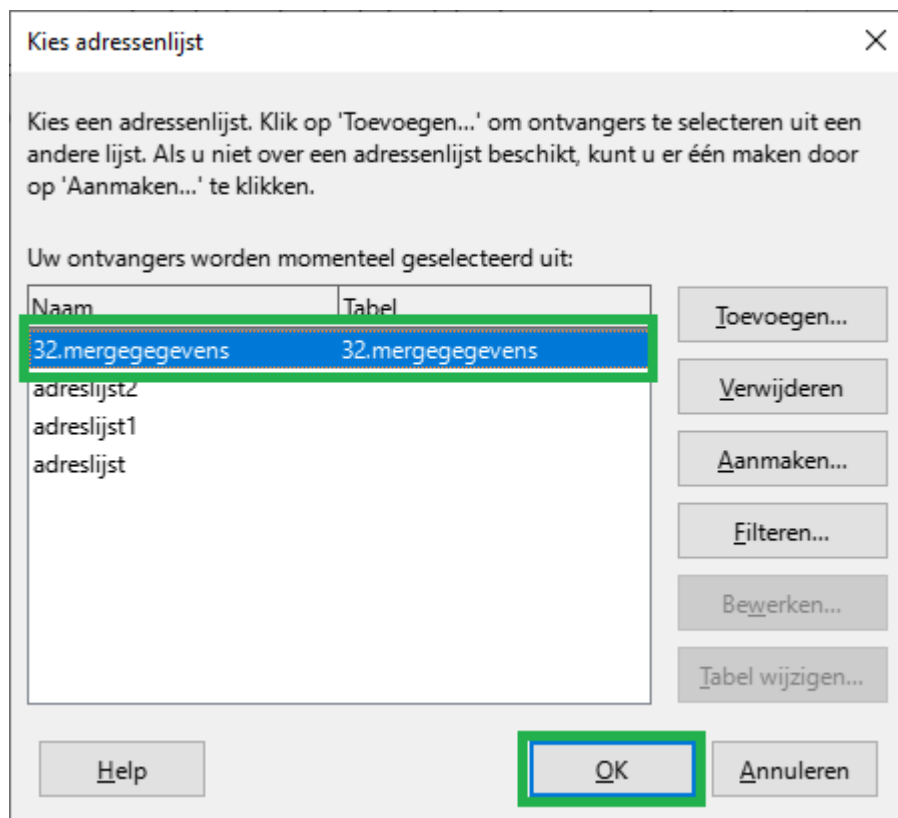 Kies adressenlijst
Kies een adressenlijst. Klik op 'Toevoegen...' om ontvangers te selecteren uit een
andere lijst. Als u niet over een adressenlijst beschikt, kunt u er één maken door
op 'Aanmaken...' te klikken.
Uw ontvangers worden momenteel geselecteerd uit:
Naam Tabel
32.mergegegevens 32.mergegegevens
adreslijst2
adreslijst1
adreslijst
Toevoegen...
Verwijderen
Aanmaken...
Filteren...
Bewerken...
Tabel wijzigen...
Help OK Annuleren